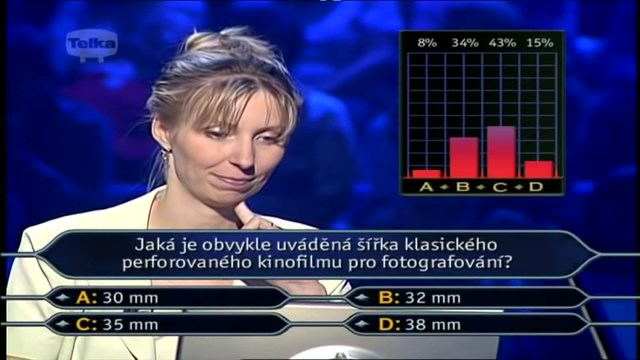 Telka
8% 34% 43% 15%
A B C D
Jaká je obvykle uváděná šířka klasického
perforovaného kinofilmu pro fotografování?
A: 30 mm
B: 32 mm
C: 35 mm
D: 38 mm